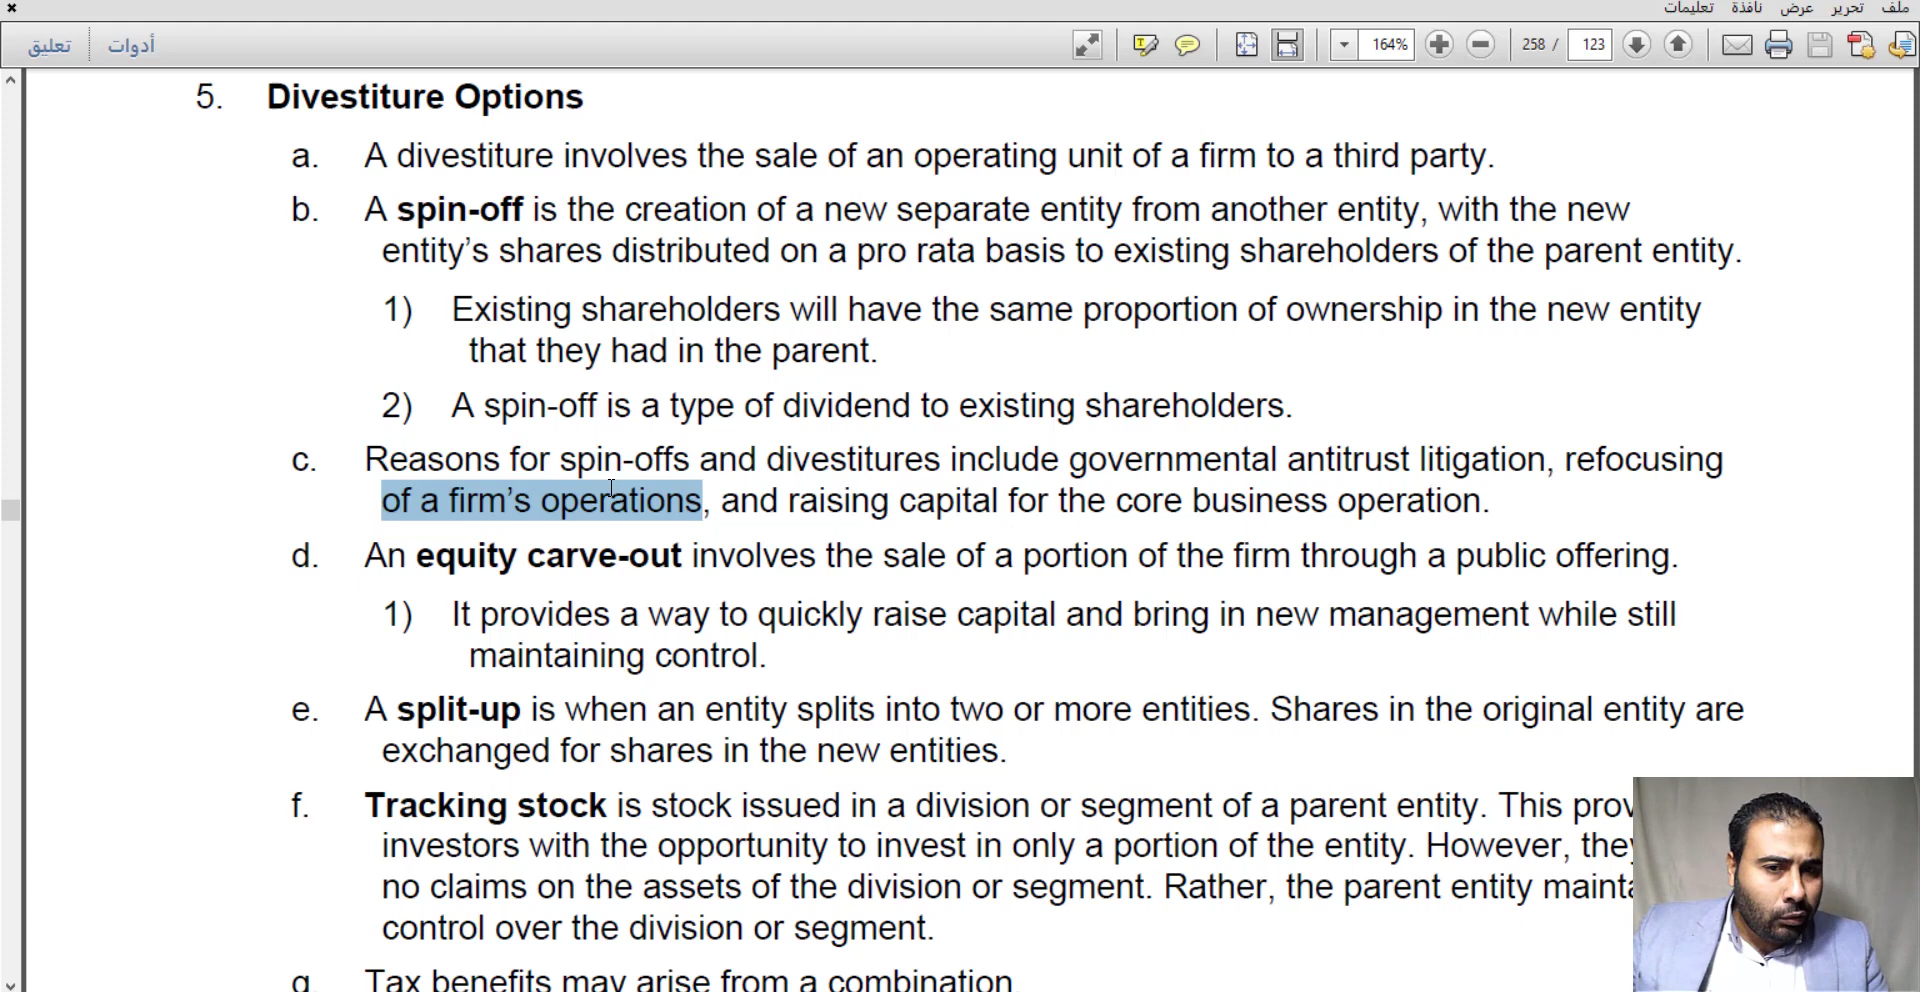 ملف تحرير عرض نافذة تعليمات
تعليق أدوات 164% 258 / 123
5. Divestiture Options
a. A divestiture involves the sale of an operating unit of a firm to a third party.
b. A spin-off is the creation of a new separate entity from another entity, with the new
entity’s shares distributed on a pro rata basis to existing shareholders of the parent entity.
1) Existing shareholders will have the same proportion of ownership in the new entity
that they had in the parent.
2) A spin-off is a type of dividend to existing shareholders.
c. Reasons for spin-offs and divestitures include governmental antitrust litigation, refocusing
of a firm’s operations, and raising capital for the core business operation.
d. An equity carve-out involves the sale of a portion of the firm through a public offering.
1) It provides a way to quickly raise capital and bring in new management while still
maintaining control.
e. A split-up is when an entity splits into two or more entities. Shares in the original entity are
exchanged for shares in the new entities.
f. Tracking stock is stock issued in a division or segment of a parent entity. This
investors with the opportunity to invest in only a portion of the entity. However,
no claims on the assets of the division or segment. Rather, the parent entity
control over the division or segment.
g. Tax benefits may arise from a combination.